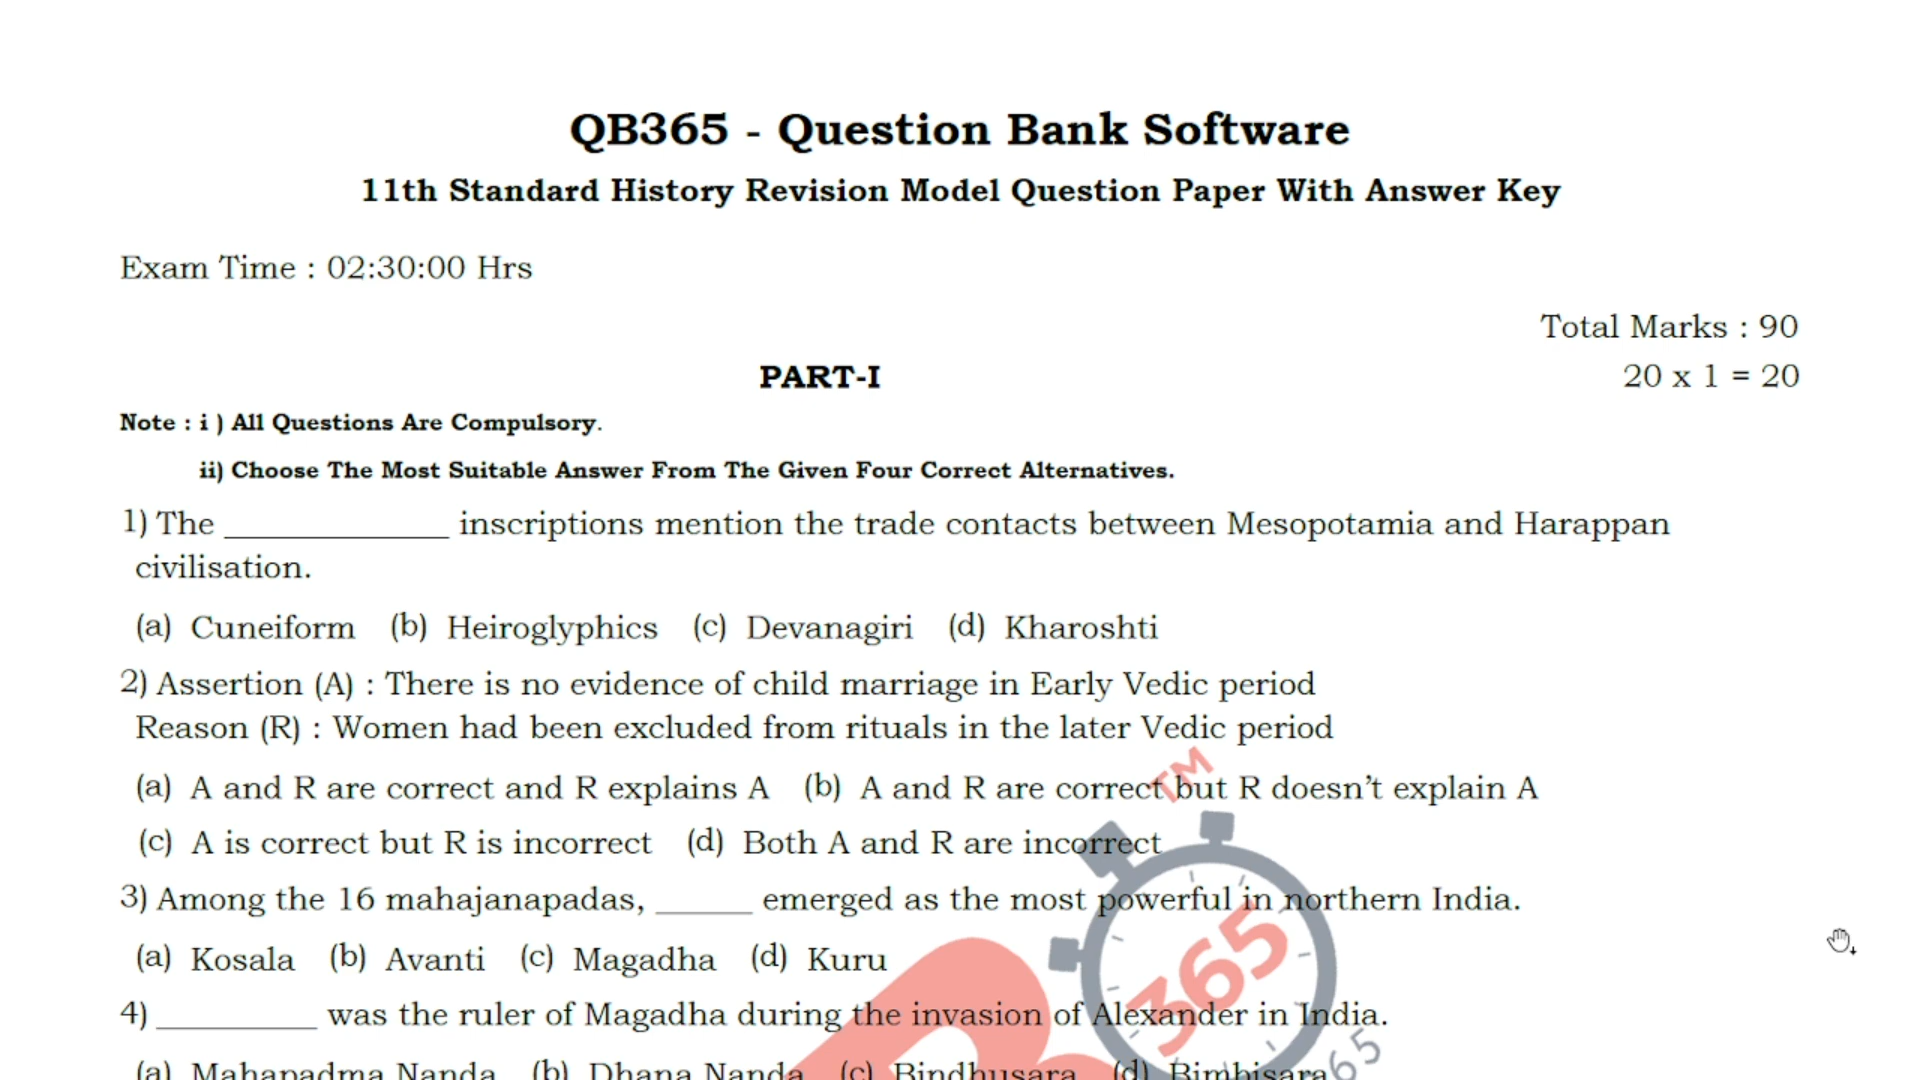 QB365 - Question Bank Software
11th Standard History Revision Model Question Paper With Answer Key
Exam Time : 02:30:00 Hrs
Total Marks : 90
PART-I 20 x 1 = 20
Note : i ) All Questions Are Compulsory.
ii) Choose The Most Suitable Answer From The Given Four Correct Alternatives.
1) The ______________ inscriptions mention the trade contacts between Mesopotamia and Harappan
civilisation.
(a) Cuneiform (b) Heiroglyphics (c) Devanagiri (d) Kharoshti
2) Assertion (A) : There is no evidence of child marriage in Early Vedic period
Reason (R) : Women had been excluded from rituals in the later Vedic period
(a) A and R are correct and R explains A (b) A and R are correct but R doesn’t explain A
(c) A is correct but R is incorrect (d) Both A and R are incorrect
3) Among the 16 mahajanapadas, ______ emerged as the most powerful in northern India.
(a) Kosala (b) Avanti (c) Magadha (d) Kuru
4) __________ was the ruler of Magadha during the invasion of Alexander in India.
(a) Mahapadma Nanda (b) Dhana Nanda (c) Bindhusara (d) Bimbisara
TM
365
65